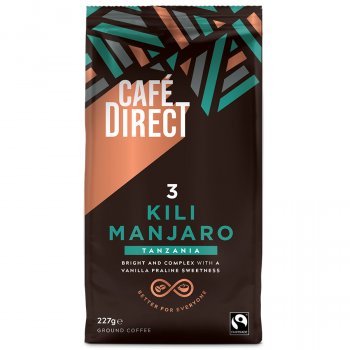 CAFÉ
DIRECT
3
KILI
MANJARO
TANZANIA
BRIGHT AND COMPLEX WITH A
VANILLA PRALINE SWEETNESS
BETTER FOR EVERYONE
227g℮
GROUND COFFEE
FAIRTRADE